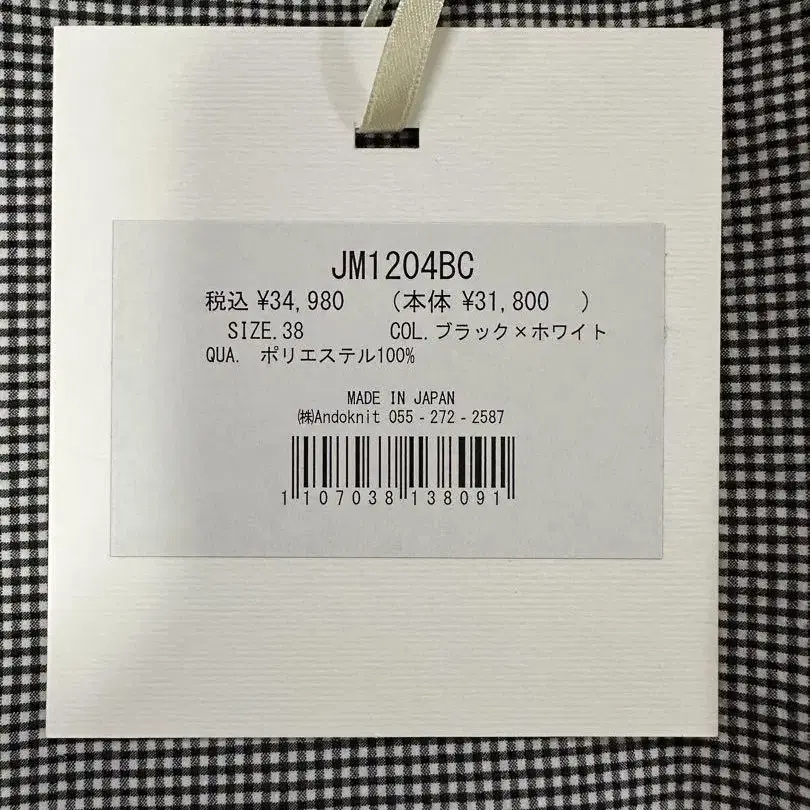 JM1204BC
税込 ¥34,980 (本体 ¥31,800 )
SIZE.38 COL.ブラック×ホワイト
QUA. ポリエステル100%
MADE IN JAPAN
㈱Andoknit 055-272-2587
1 107038 138091